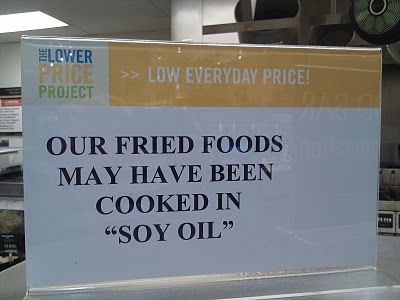 THE LOWER
PRICE
PROJECT
>> LOW EVERYDAY PRICE!
OUR FRIED FOODS
MAY HAVE BEEN
COOKED IN
“SOY OIL”